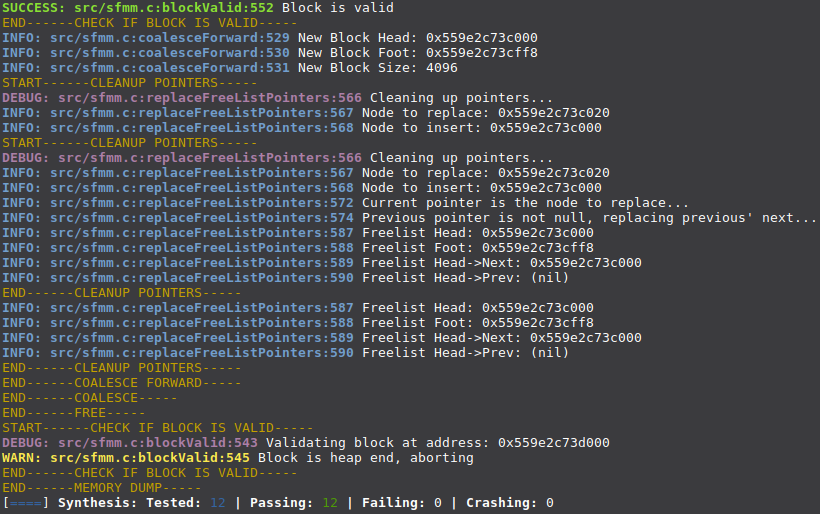 SUCCESS: src/sfmm.c:blockValid:552 Block is valid
END------CHECK IF BLOCK IS VALID-----
INFO: src/sfmm.c:coalesceForward:529 New Block Head: 0x559e2c73c000
INFO: src/sfmm.c:coalesceForward:530 New Block Foot: 0x559e2c73cff8
INFO: src/sfmm.c:coalesceForward:531 New Block Size: 4096
START------CLEANUP POINTERS-----
DEBUG: src/sfmm.c:replaceFreeListPointers:566 Cleaning up pointers...
INFO: src/sfmm.c:replaceFreeListPointers:567 Node to replace: 0x559e2c73c020
INFO: src/sfmm.c:replaceFreeListPointers:568 Node to insert: 0x559e2c73c000
START------CLEANUP POINTERS-----
DEBUG: src/sfmm.c:replaceFreeListPointers:566 Cleaning up pointers...
INFO: src/sfmm.c:replaceFreeListPointers:567 Node to replace: 0x559e2c73c020
INFO: src/sfmm.c:replaceFreeListPointers:568 Node to insert: 0x559e2c73c000
INFO: src/sfmm.c:replaceFreeListPointers:572 Current pointer is the node to replace...
INFO: src/sfmm.c:replaceFreeListPointers:574 Previous pointer is not null, replacing previous' next...
INFO: src/sfmm.c:replaceFreeListPointers:587 Freelist Head: 0x559e2c73c000
INFO: src/sfmm.c:replaceFreeListPointers:588 Freelist Foot: 0x559e2c73cff8
INFO: src/sfmm.c:replaceFreeListPointers:589 Freelist Head->Next: 0x559e2c73c000
INFO: src/sfmm.c:replaceFreeListPointers:590 Freelist Head->Prev: (nil)
END------CLEANUP POINTERS-----
INFO: src/sfmm.c:replaceFreeListPointers:587 Freelist Head: 0x559e2c73c000
INFO: src/sfmm.c:replaceFreeListPointers:588 Freelist Foot: 0x559e2c73cff8
INFO: src/sfmm.c:replaceFreeListPointers:589 Freelist Head->Next: 0x559e2c73c000
INFO: src/sfmm.c:replaceFreeListPointers:590 Freelist Head->Prev: (nil)
END------CLEANUP POINTERS-----
END------COALESCE FORWARD-----
END------COALESCE-----
END------FREE-----
START------CHECK IF BLOCK IS VALID-----
DEBUG: src/sfmm.c:blockValid:543 Validating block at address: 0x559e2c73d000
WARN: src/sfmm.c:blockValid:545 Block is heap end, aborting
END------CHECK IF BLOCK IS VALID-----
END------MEMORY DUMP-----
[====] Synthesis: Tested: 12 | Passing: 12 | Failing: 0 | Crashing: 0